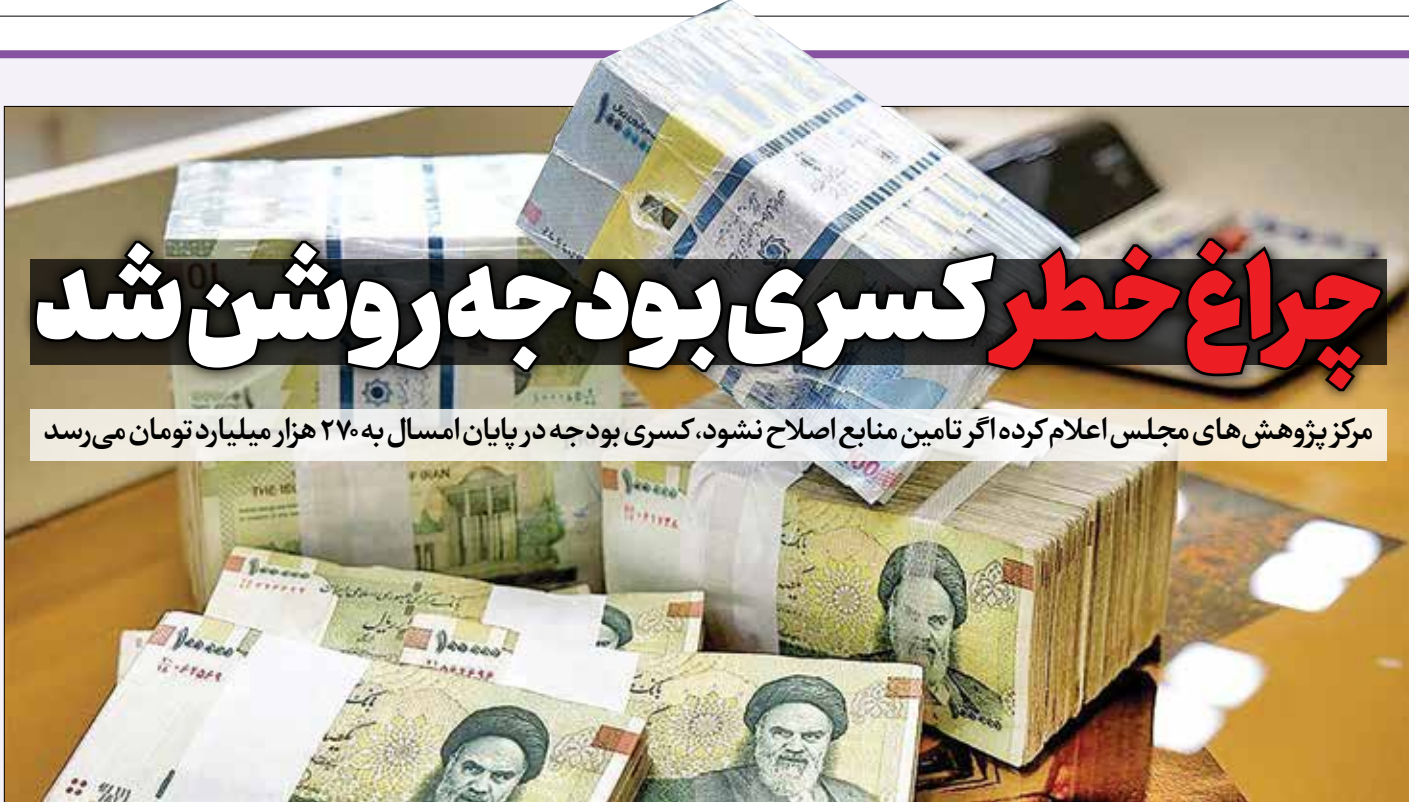 چراغ خطر کسری بودجه روشن شد
مرکز پژوهش‌های مجلس اعلام کرده اگر تامین منابع اصلاح نشود، کسری بودجه در پایان امسال به ۲۷۰ هزار میلیارد تومان می‌رسد